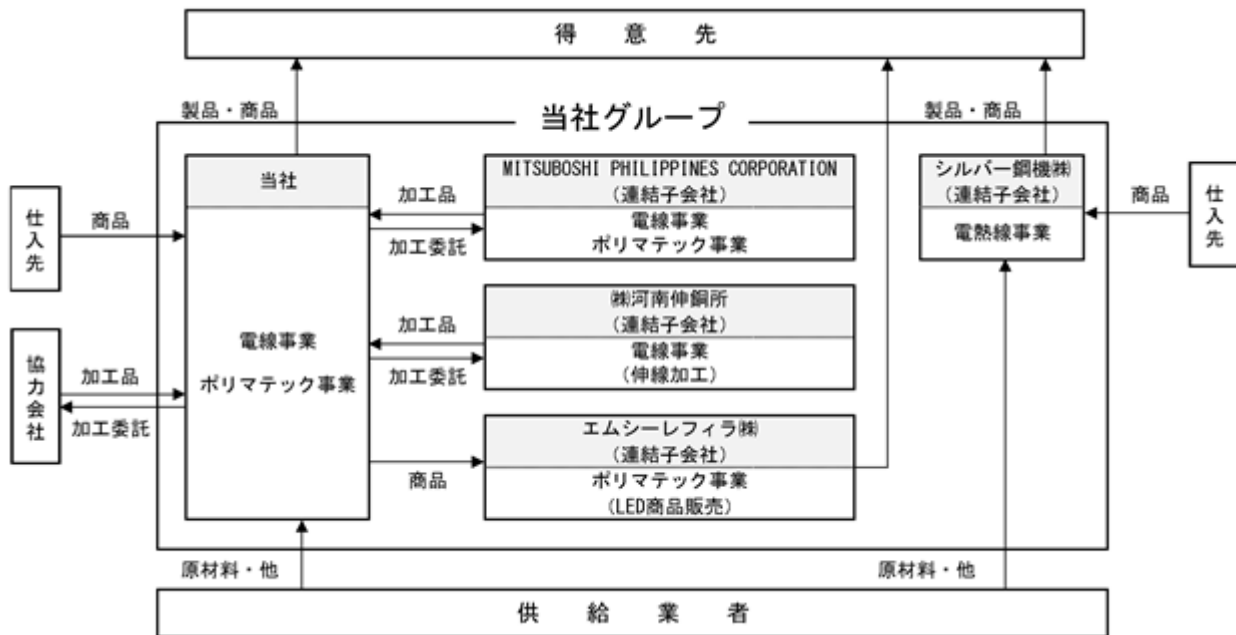 得意先
製品・商品
製品・商品
当社グループ
当社
電線事業
ポリマテック事業
仕入先
商品
協力会社
加工品
加工委託
MITSUBOSHI PHILIPPINES CORPORATION
(連結子会社)
電線事業
ポリマテック事業
加工品
加工委託
㈱河南伸銅所
(連結子会社)
電線事業
(伸線加工)
加工品
加工委託
エムシーレフィラ㈱
(連結子会社)
ポリマテック事業
(LED商品販売)
商品
シルバー鋼機㈱
(連結子会社)
電熱線事業
商品
仕入先
原材料・他
原材料・他
供給業者